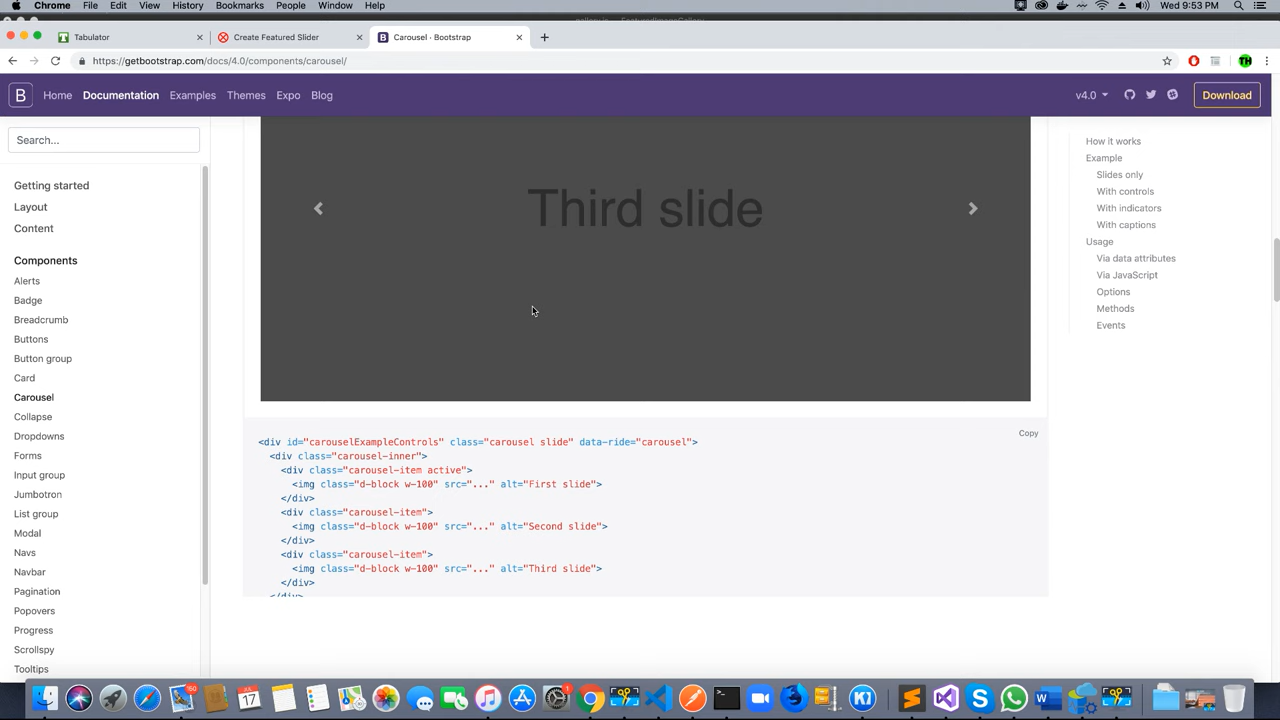 Chrome File Edit View History Bookmarks People Window Help Wed 9:53 PM
Tabulator Create Featured Slider B Carousel · Bootstrap
https://getbootstrap.com/docs/4.0/components/carousel/ TH
B Home Documentation Examples Themes Expo Blog v4.0 Download
Search...
Getting started
Layout
Content
Components
Alerts
Badge
Breadcrumb
Buttons
Button group
Card
Carousel
Collapse
Dropdowns
Forms
Input group
Jumbotron
List group
Modal
Navs
Navbar
Pagination
Popovers
Progress
Scrollspy
Tooltips
Third slide
Copy
<div id="carouselExampleControls" class="carousel slide" data-ride="carousel">
<div class="carousel-inner">
<div class="carousel-item active">
<img class="d-block w-100" src="..." alt="First slide">
</div>
<div class="carousel-item">
<img class="d-block w-100" src="..." alt="Second slide">
</div>
<div class="carousel-item">
<img class="d-block w-100" src="..." alt="Third slide">
</div>
</div>
How it works
Example
Slides only
With controls
With indicators
With captions
Usage
Via data attributes
Via JavaScript
Options
Methods
Events